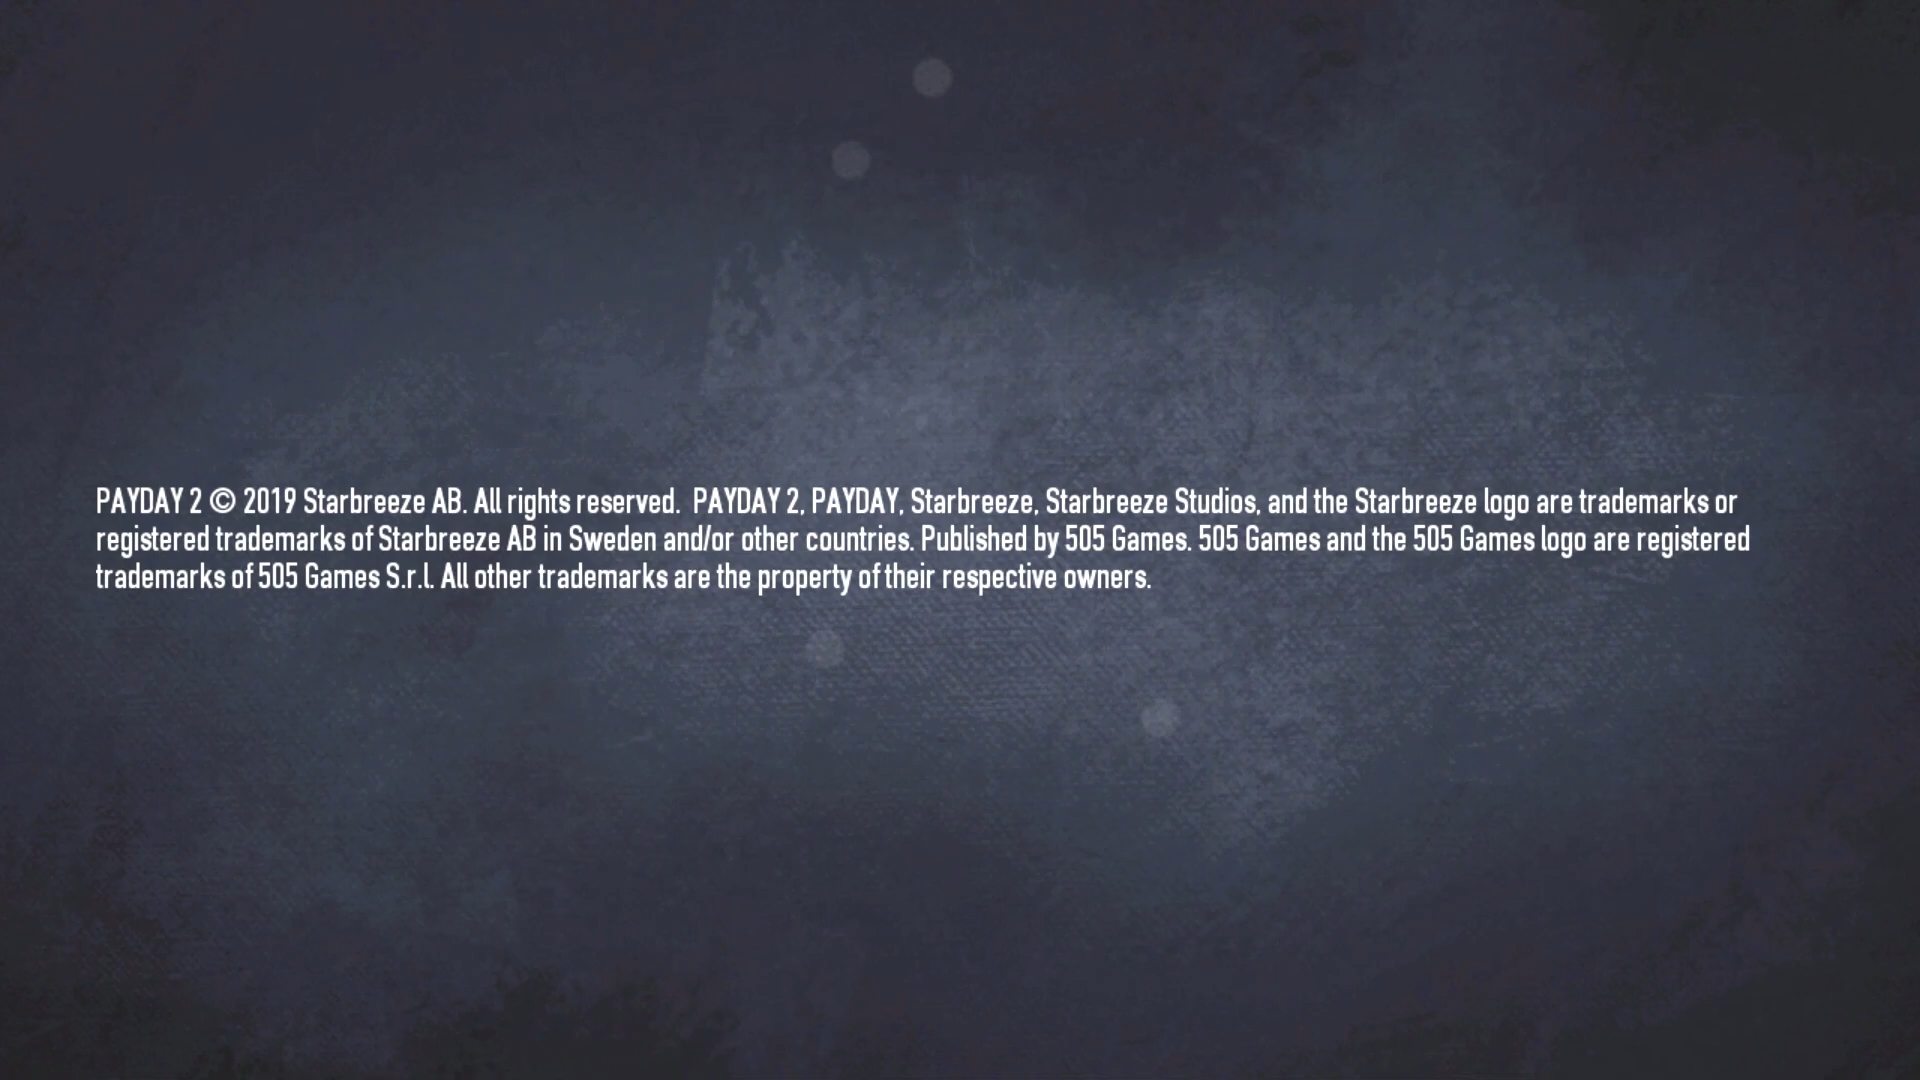 PAYDAY 2 © 2019 Starbreeze AB. All rights reserved.  PAYDAY 2, PAYDAY, Starbreeze, Starbreeze Studios, and the Starbreeze logo are trademarks or
registered trademarks of Starbreeze AB in Sweden and/or other countries. Published by 505 Games. 505 Games and the 505 Games logo are registered
trademarks of 505 Games S.r.l. All other trademarks are the property of their respective owners.